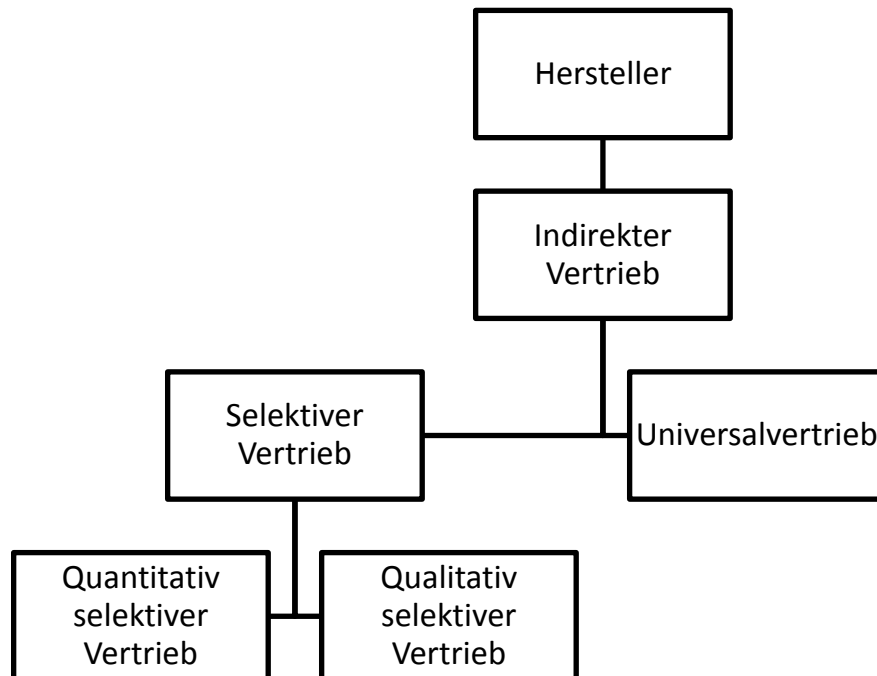 Hersteller
Indirekter
Vertrieb
Selektiver
Vertrieb
Universalvertrieb
Quantitativ
selektiver
Vertrieb
Qualitativ
selektiver
Vertrieb